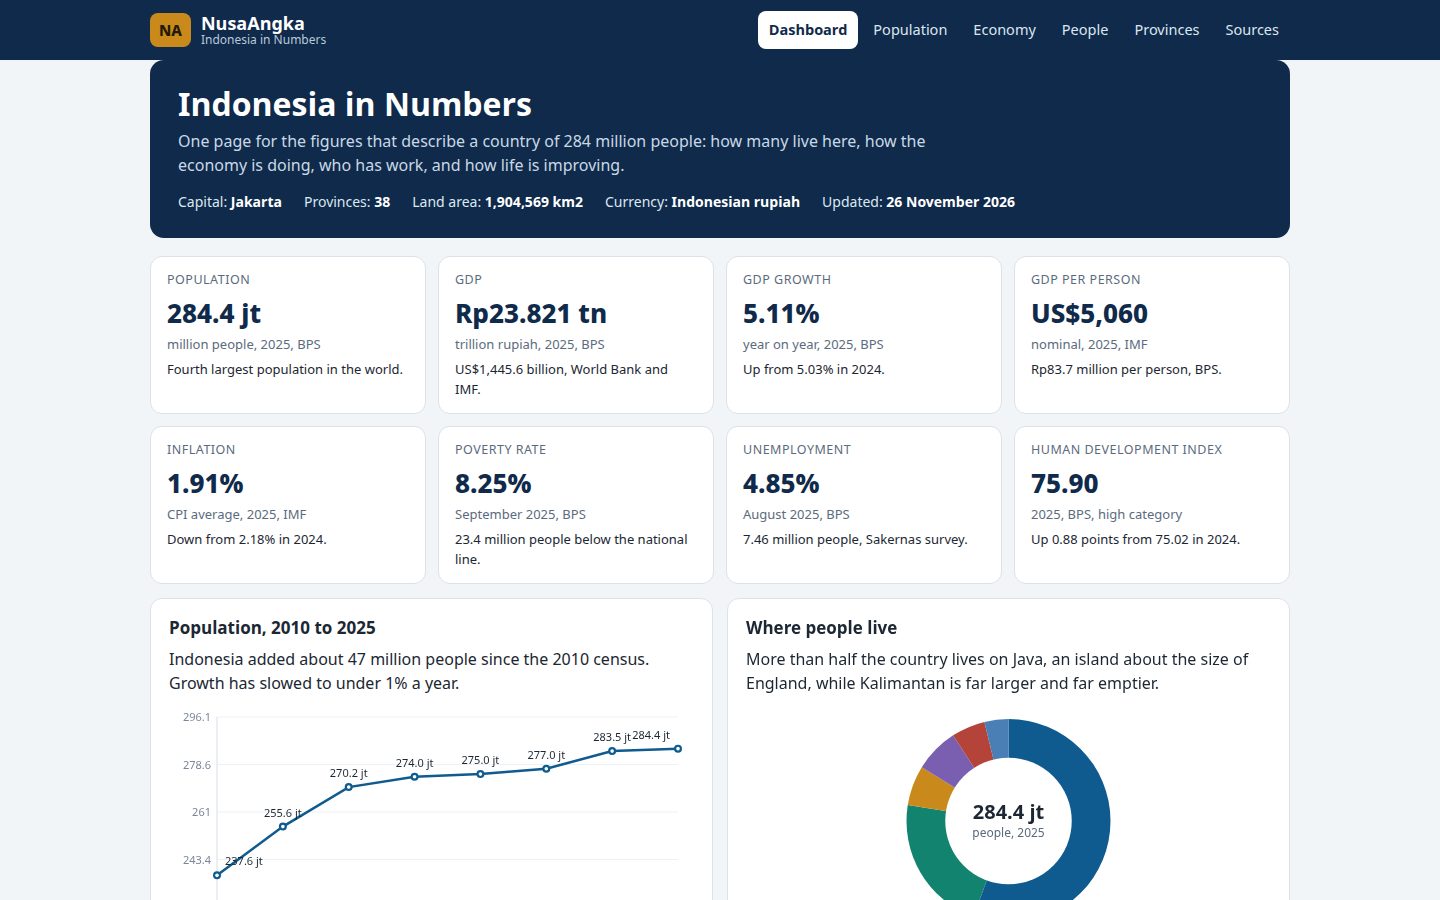 NA
NusaAngka
Indonesia in Numbers
Dashboard
Population
Economy
People
Provinces
Sources
Indonesia in Numbers
One page for the figures that describe a country of 284 million people: how many live here, how the
economy is doing, who has work, and how life is improving.
Capital: Jakarta
Provinces: 38
Land area: 1,904,569 km2
Currency: Indonesian rupiah
Updated: 26 November 2026
POPULATION
284.4 jt
million people, 2025, BPS
Fourth largest population in the world.
GDP
Rp23.821 tn
trillion rupiah, 2025, BPS
US$1,445.6 billion, World Bank and
IMF.
GDP GROWTH
5.11%
year on year, 2025, BPS
Up from 5.03% in 2024.
GDP PER PERSON
US$5,060
nominal, 2025, IMF
Rp83.7 million per person, BPS.
INFLATION
1.91%
CPI average, 2025, IMF
Down from 2.18% in 2024.
POVERTY RATE
8.25%
September 2025, BPS
23.4 million people below the national
line.
UNEMPLOYMENT
4.85%
August 2025, BPS
7.46 million people, Sakernas survey.
HUMAN DEVELOPMENT INDEX
75.90
2025, BPS, high category
Up 0.88 points from 75.02 in 2024.
Population, 2010 to 2025
Indonesia added about 47 million people since the 2010 census.
Growth has slowed to under 1% a year.
296.1
278.6
261
243.4
237.6 jt
255.6 jt
270.2 jt
274.0 jt
275.0 jt
277.0 jt
283.5 jt
284.4 jt
Where people live
More than half the country lives on Java, an island about the size of
England, while Kalimantan is far larger and far emptier.
284.4 jt
people, 2025